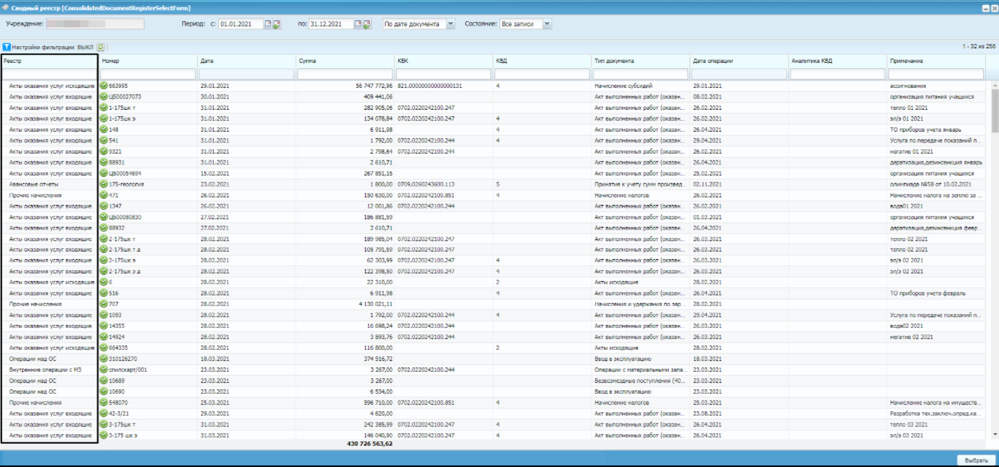 Сводный реестр [ConsolidatedDocumentRegisterSelectForm]
Учреждение: Период: с: 01.01.2021 по: 31.12.2021 По дате документа Состояние: Все записи
Настройки фильтрации: ВЫКЛ 1 - 32 из 258
Реестр Номер Дата Сумма КБК КВД Тип документа Дата операции Аналитика КВД Примечание
Акты оказания услуг исходящие 663995 29.01.2021 56 747 772,96 821.00000000000000131 4 Начисление субсидий 29.01.2021 ассигнования
Акты оказания услуг входящие ЦБ00027073 30.01.2021 409 441,06 Акт выполненных работ (оказан... 08.02.2021 организация питания учащихся
Акты оказания услуг входящие 1-175шк т 31.01.2021 282 905,06 0702.0220242100.247 Акт выполненных работ (оказан... 26.02.2021 тепло 01 2021
Акты оказания услуг входящие 1-175шк э 31.01.2021 134 078,84 0702.0220242100.247 4 Акт выполненных работ (оказан... 26.02.2021 эл/э 01 2021
Акты оказания услуг входящие 148 31.01.2021 6 911,98 4 Акт выполненных работ (оказан... 26.04.2021 ТО приборов учета январь
Акты оказания услуг входящие 541 31.01.2021 1 792,00 0702.0220242100.244 4 Акт выполненных работ (оказан... 29.04.2021 Услуга по передаче показаний п...
Акты оказания услуг входящие 9321 31.01.2021 2 798,64 0702.0220242100.244 Акт выполненных работ (оказан... 26.02.2021 негатив 01 2021
Акты оказания услуг входящие 88931 31.01.2021 2 610,71 Акт выполненных работ (оказан... 26.04.2021 дератизация,дезинсенкция январь
Акты оказания услуг входящие ЦБ00054694 15.02.2021 267 851,15 Акт выполненных работ (оказан... 25.02.2021 организация питания учащихся
Авансовые отчеты 175-геология 23.02.2021 1 800,00 0709.0260243600.113 5 Принятие к учету сумм произвед... 02.11.2021 олимпиада №58 от 10.02.2021
Прочие начисления 471 26.02.2021 150 630,00 0702.0220242100.851 4 Начисление налогов 26.02.2021 Начисление налога на землю за ...
Акты оказания услуг входящие 1347 26.02.2021 12 001,86 0702.0220242100.244 Акт выполненных работ (оказан... 26.02.2021 вода01 2021
Акты оказания услуг входящие ЦБ00080830 27.02.2021 186 881,59 Акт выполненных работ (оказан... 01.03.2021 организация питания учащихся
Акты оказания услуг входящие 88932 27.02.2021 2 610,71 Акт выполненных работ (оказан... 26.04.2021 дератизация,дезинсенкция февр...
Акты оказания услуг входящие 2-175шк т 28.02.2021 189 985,04 0702.0220242100.247 Акт выполненных работ (оказан... 26.03.2021 тепло 02 2021
Акты оказания услуг входящие 2-175шк т д 28.02.2021 105 791,59 0702.0220242100.247 Акт выполненных работ (оказан... 26.03.2021 тепло 02 2021
Акты оказания услуг входящие 2-175шк э 28.02.2021 62 303,99 0702.0220242100.247 4 Акт выполненных работ (оказан... 26.03.2021 эл/э 02 2021
Акты оказания услуг входящие 2-175шк э д 28.02.2021 122 398,50 0702.0220242100.247 4 Акт выполненных работ (оказан... 26.03.2021 эл/э 02 2021
Акты оказания услуг исходящие 6 28.02.2021 22 310,00 2 Акты исходящие 28.02.2021
Акты оказания услуг входящие 516 28.02.2021 6 911,98 4 Акт выполненных работ (оказан... 26.04.2021 ТО приборов учета февраль
Прочие начисления 707 28.02.2021 4 130 021,11 Начисления и удержания по зар... 28.02.2021
Акты оказания услуг входящие 1093 28.02.2021 1 792,00 0702.0220242100.244 4 Акт выполненных работ (оказан... 29.04.2021 Услуга по передаче показаний п...
Акты оказания услуг входящие 14355 28.02.2021 16 698,24 0702.0220242100.244 Акт выполненных работ (оказан... 26.03.2021 вода02 2021
Акты оказания услуг входящие 14924 28.02.2021 3 893,76 0702.0220242100.244 Акт выполненных работ (оказан... 26.03.2021 негатив 02 2021
Акты оказания услуг исходящие 664335 28.02.2021 116 800,00 2 Акты исходящие 28.02.2021
Операции над ОС 310126270 18.03.2021 374 516,72 Ввод в эксплуатацию 18.03.2021
Внутренние операции с МЗ спилскарт/001 23.03.2021 3 267,00 0702.0220242100.244 Операции с материальными запа... 23.03.2021
Операции над ОС 10689 23.03.2021 3 267,00 Безвозмездные поступления (40... 23.03.2021
Операции над ОС 10690 23.03.2021 6 534,00 Ввод в эксплуатацию 23.03.2021
Прочие начисления 548070 25.03.2021 596 710,00 0702.0220242100.851 4 Начисление налогов 25.03.2021 Начисление налога на имуществ...
Акты оказания услуг входящие 42-3/21 29.03.2021 4 620,00 Акт выполненных работ (оказан... 23.08.2021 Разработка тех.заключ.опред.ка...
Акты оказания услуг входящие 3-175шк т 31.03.2021 242 385,99 0702.0220242100.247 4 Акт выполненных работ (оказан... 26.04.2021 тепло 03 2021
Акты оказания услуг входящие 3-175 шк э 31.03.2021 146 040,90 0702.0220242100.247 4 Акт выполненных работ (оказан... 26.04.2021 эл/э 03 2021
430 726 563,62
Выбрать